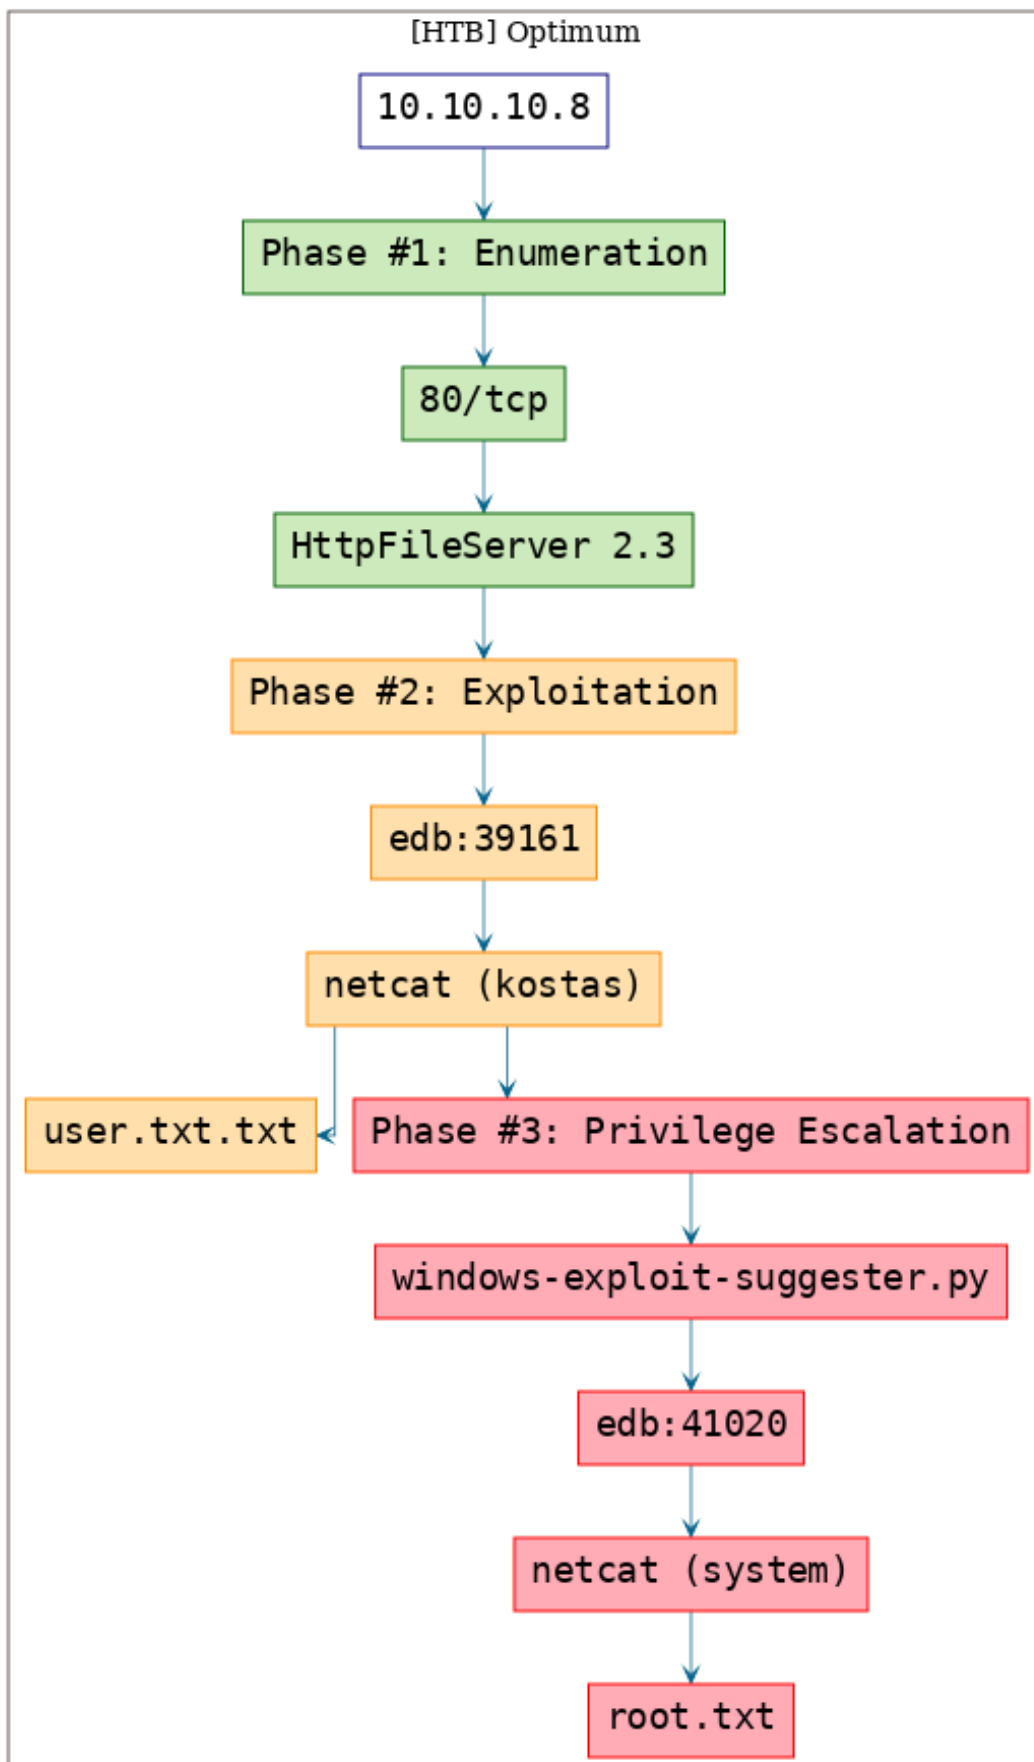 [HTB] Optimum
10.10.10.8
Phase #1: Enumeration
80/tcp
HttpFileServer 2.3
Phase #2: Exploitation
edb:39161
netcat (kostas)
user.txt.txt
Phase #3: Privilege Escalation
windows-exploit-suggester.py
edb:41020
netcat (system)
root.txt